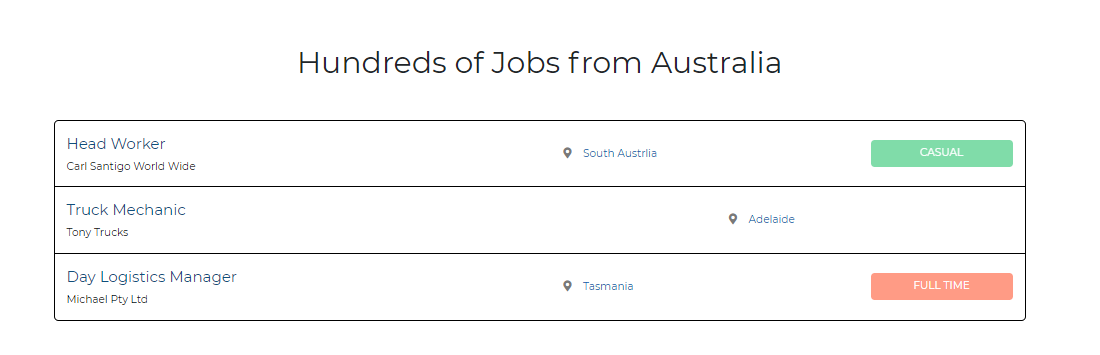 Hundreds of Jobs from Australia
Head Worker
Carl Santigo World Wide
South Austrlia
CASUAL
Truck Mechanic
Tony Trucks
Adelaide
Day Logistics Manager
Michael Pty Ltd
Tasmania
FULL TIME